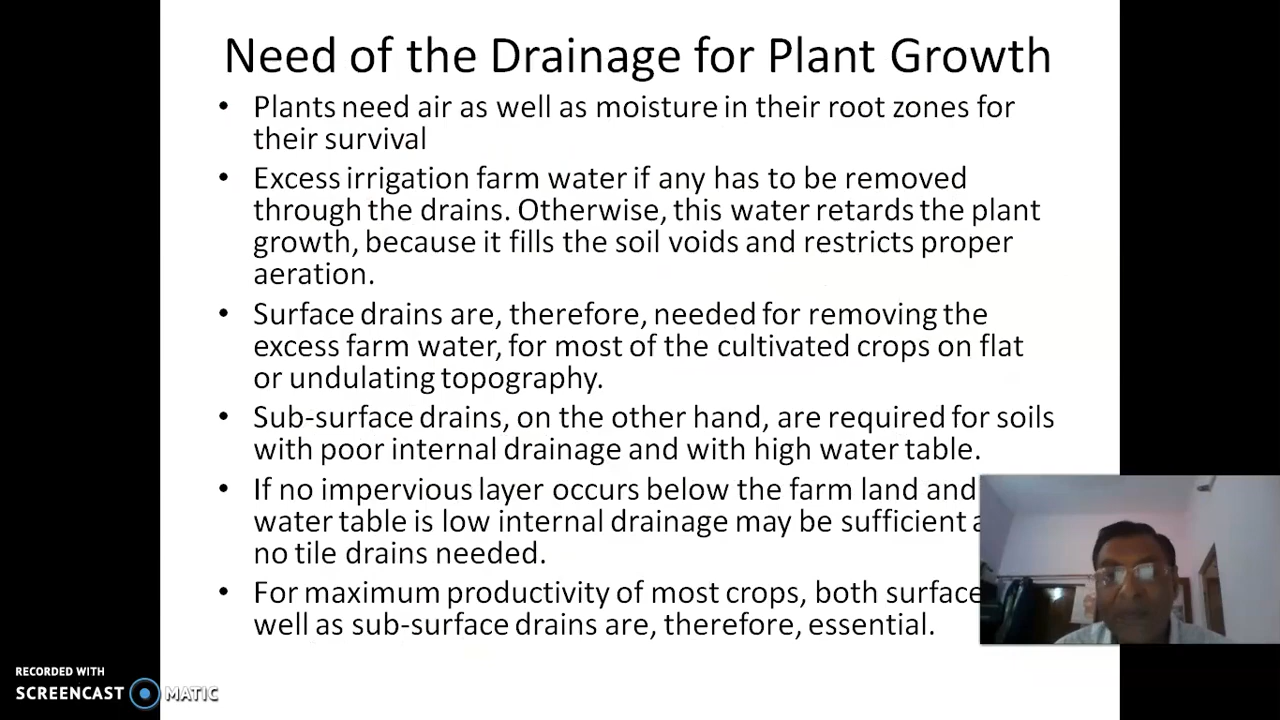 Need of the Drainage for Plant Growth
• Plants need air as well as moisture in their root zones for
their survival
• Excess irrigation farm water if any has to be removed
through the drains. Otherwise, this water retards the plant
growth, because it fills the soil voids and restricts proper
aeration.
• Surface drains are, therefore, needed for removing the
excess farm water, for most of the cultivated crops on flat
or undulating topography.
• Sub-surface drains, on the other hand, are required for soils
with poor internal drainage and with high water table.
• If no impervious layer occurs below the farm land and
water table is low internal drainage may be sufficient
no tile drains needed.
• For maximum productivity of most crops, both surface
well as sub-surface drains are, therefore, essential.
RECORDED WITH
SCREENCAST MATIC